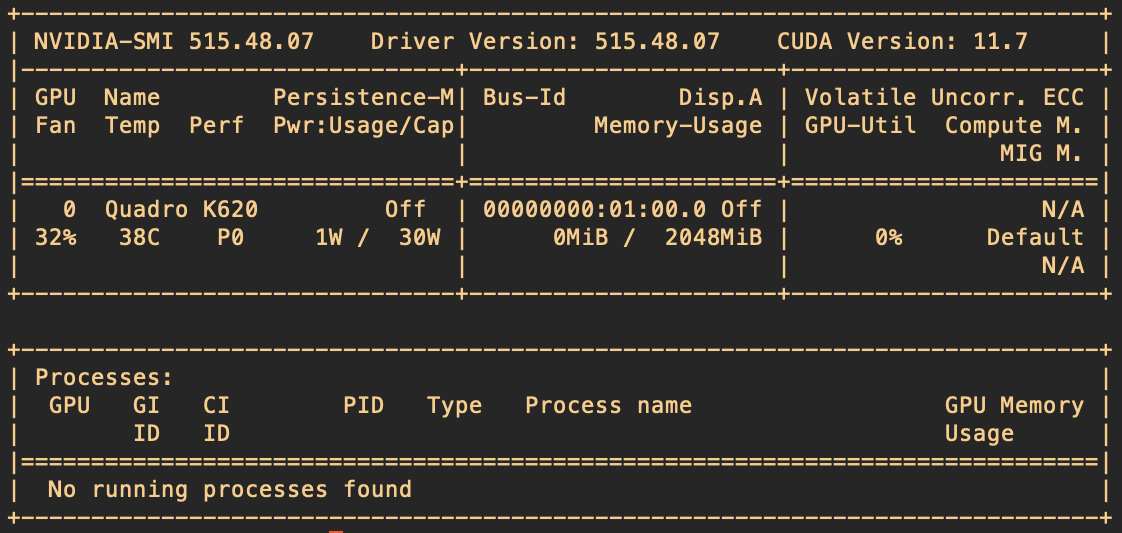 +-----------------------------------------------------------------------------+
| NVIDIA-SMI 515.48.07    Driver Version: 515.48.07    CUDA Version: 11.7     |
|-------------------------------+----------------------+----------------------+
| GPU  Name        Persistence-M| Bus-Id        Disp.A | Volatile Uncorr. ECC |
| Fan  Temp  Perf  Pwr:Usage/Cap|         Memory-Usage | GPU-Util  Compute M. |
|                               |                      |               MIG M. |
|===============================+======================+======================|
|   0  Quadro K620         Off  | 00000000:01:00.0 Off |                  N/A |
| 32%   38C    P0     1W /  30W |      0MiB /  2048MiB |      0%      Default |
|                               |                      |                  N/A |
+-------------------------------+----------------------+----------------------+

+-----------------------------------------------------------------------------+
| Processes:                                                                  |
|  GPU   GI   CI        PID   Type   Process name                  GPU Memory |
|        ID   ID                                                   Usage      |
|=============================================================================|
|  No running processes found                                                 |
+-----------------------------------------------------------------------------+